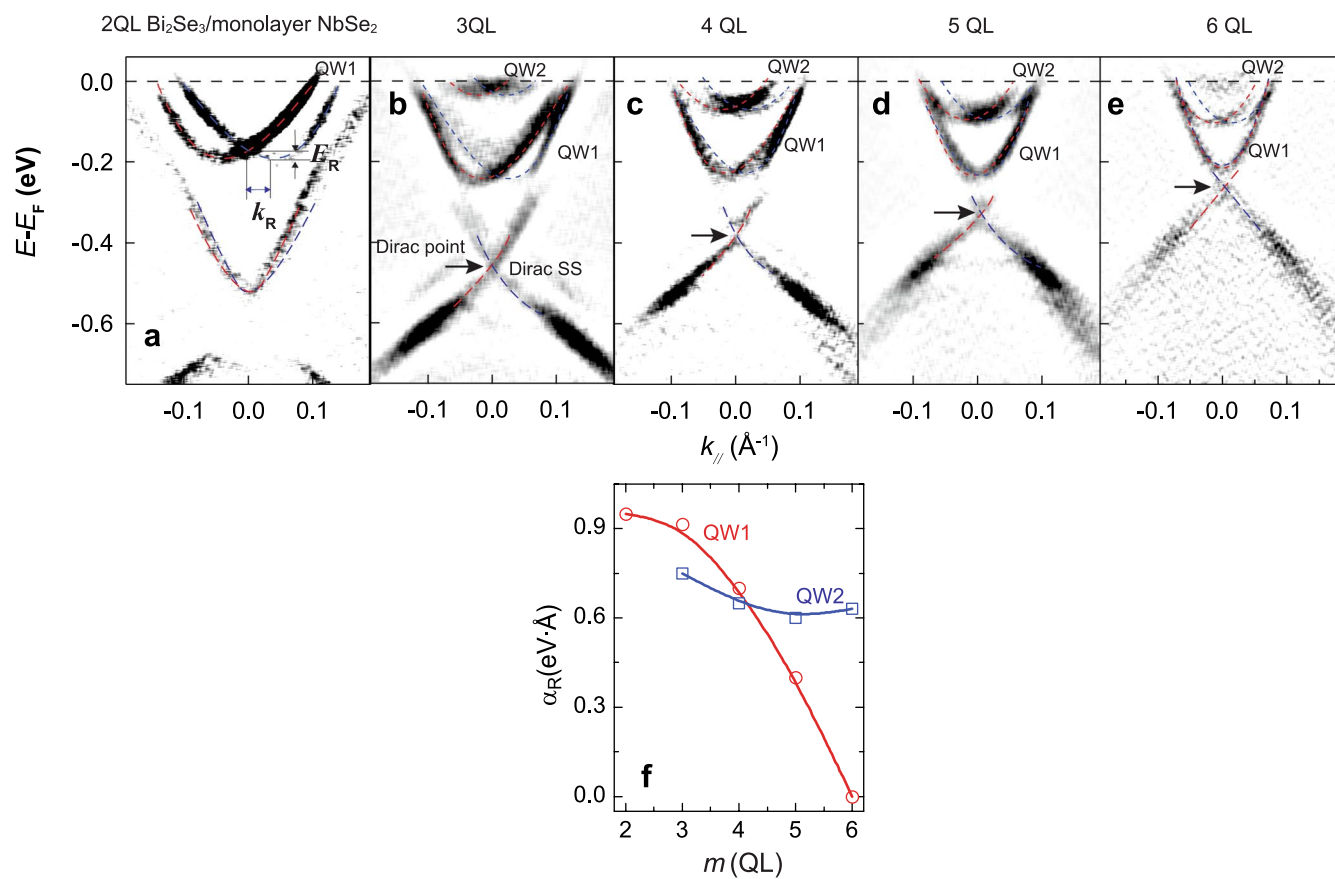 2QL Bi₂Se₃/monolayer NbSe₂ 3QL 4 QL 5 QL 6 QL
QW1 QW2 QW2 QW2 QW2
0.0
b c d e
QW1 QW1 QW1 QW1
-0.2
E_R
k_R
E-E_F (eV)
-0.4
Dirac point
Dirac SS
-0.6
a
-0.1 0.0 0.1 -0.1 0.0 0.1 -0.1 0.0 0.1 -0.1 0.0 0.1 -0.1 0.0 0.1
k_// (Å⁻¹)
0.9
QW1
0.6
QW2
α_R(eV·Å)
0.3
f
0.0
2 3 4 5 6
m (QL)